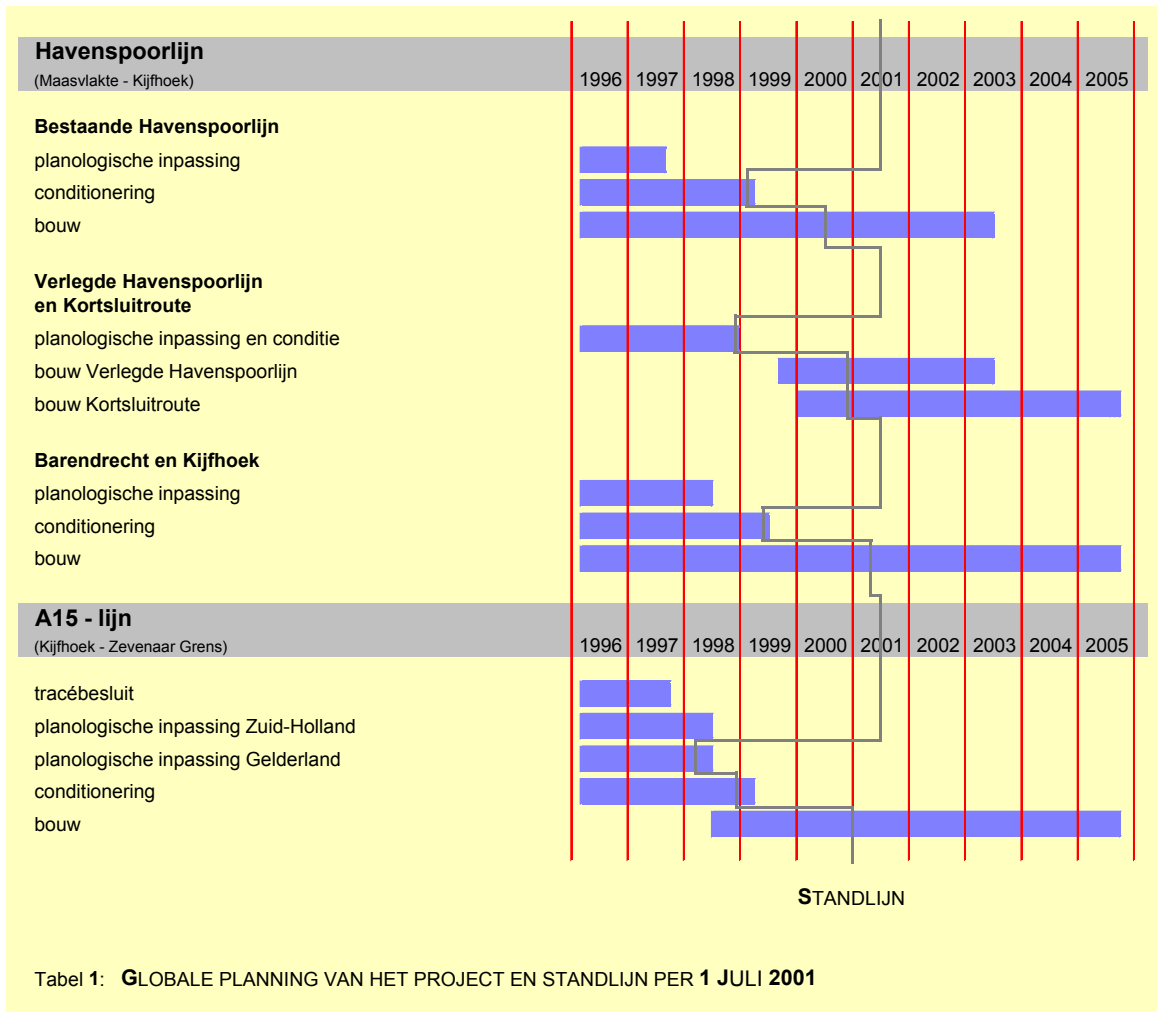 Havenspoorlijn
(Maasvlakte - Kijfhoek) 1996 1997 1998 1999 2000 2001 2002 2003 2004 2005
Bestaande Havenspoorlijn
planologische inpassing
conditionering
bouw
Verlegde Havenspoorlijn
en Kortsluitroute
planologische inpassing en conditie
bouw Verlegde Havenspoorlijn
bouw Kortsluitroute
Barendrecht en Kijfhoek
planologische inpassing
conditionering
bouw
A15 - lijn
(Kijfhoek - Zevenaar Grens) 1996 1997 1998 1999 2000 2001 2002 2003 2004 2005
tracébesluit
planologische inpassing Zuid-Holland
planologische inpassing Gelderland
conditionering
bouw
STANDLIJN
Tabel 1: GLOBALE PLANNING VAN HET PROJECT EN STANDLIJN PER 1 JULI 2001